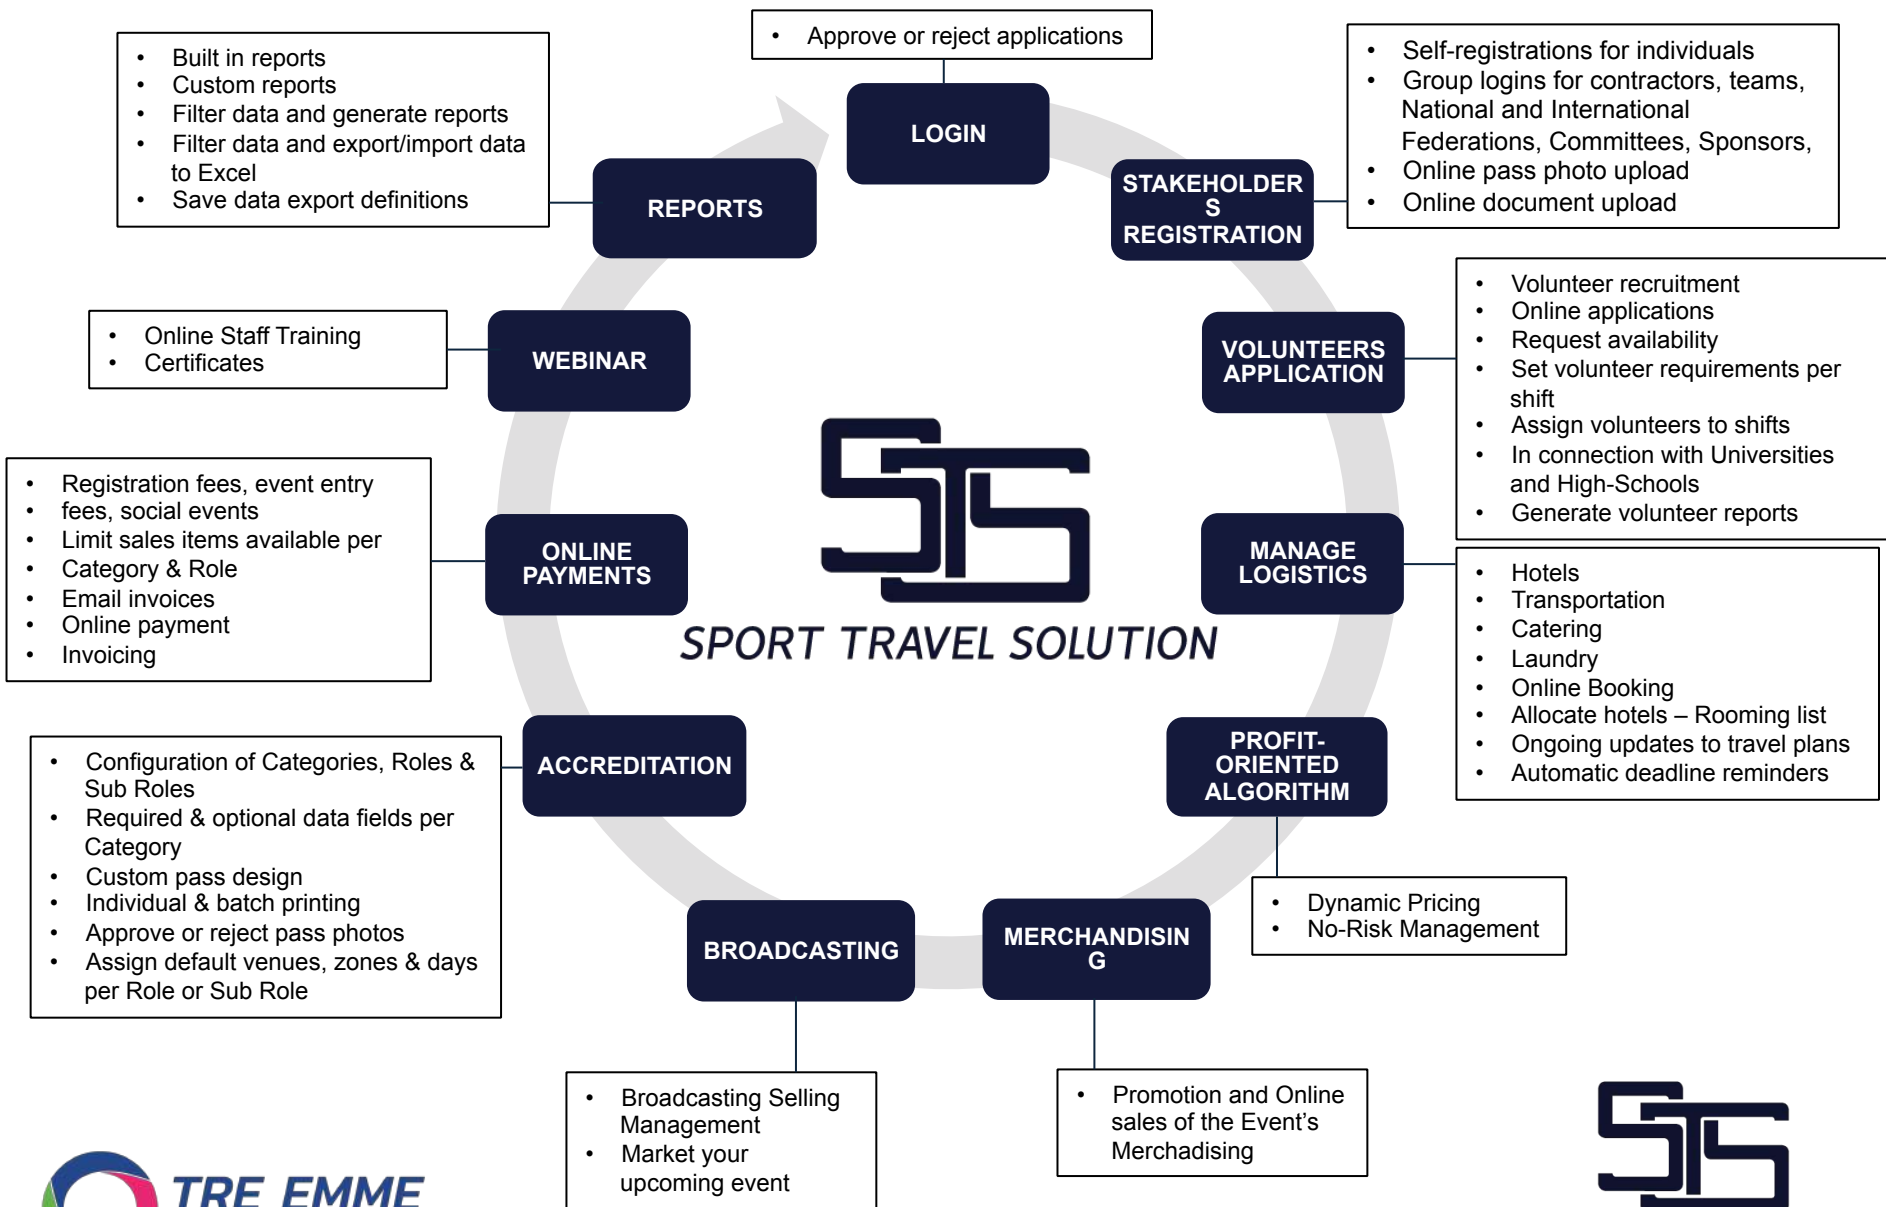 • Approve or reject applications
LOGIN
• Self-registrations for individuals
• Group logins for contractors, teams,
National and International
Federations, Committees, Sponsors,
• Online pass photo upload
• Online document upload
STAKEHOLDER
S
REGISTRATION
• Volunteer recruitment
• Online applications
• Request availability
• Set volunteer requirements per
shift
• Assign volunteers to shifts
• In connection with Universities
and High-Schools
• Generate volunteer reports
VOLUNTEERS
APPLICATION
MANAGE
LOGISTICS
• Hotels
• Transportation
• Catering
• Laundry
• Online Booking
• Allocate hotels – Rooming list
• Ongoing updates to travel plans
• Automatic deadline reminders
PROFIT-
ORIENTED
ALGORITHM
• Dynamic Pricing
• No-Risk Management
MERCHANDISIN
G
• Promotion and Online
sales of the Event’s
Merchadising
BROADCASTING
• Broadcasting Selling
Management
• Market your
upcoming event
ACCREDITATION
• Configuration of Categories, Roles &
Sub Roles
• Required & optional data fields per
Category
• Custom pass design
• Individual & batch printing
• Approve or reject pass photos
• Assign default venues, zones & days
per Role or Sub Role
ONLINE
PAYMENTS
• Registration fees, event entry
• fees, social events
• Limit sales items available per
• Category & Role
• Email invoices
• Online payment
• Invoicing
WEBINAR
• Online Staff Training
• Certificates
REPORTS
• Built in reports
• Custom reports
• Filter data and generate reports
• Filter data and export/import data
to Excel
• Save data export definitions
STS
SPORT TRAVEL SOLUTION
TRE EMME
STS